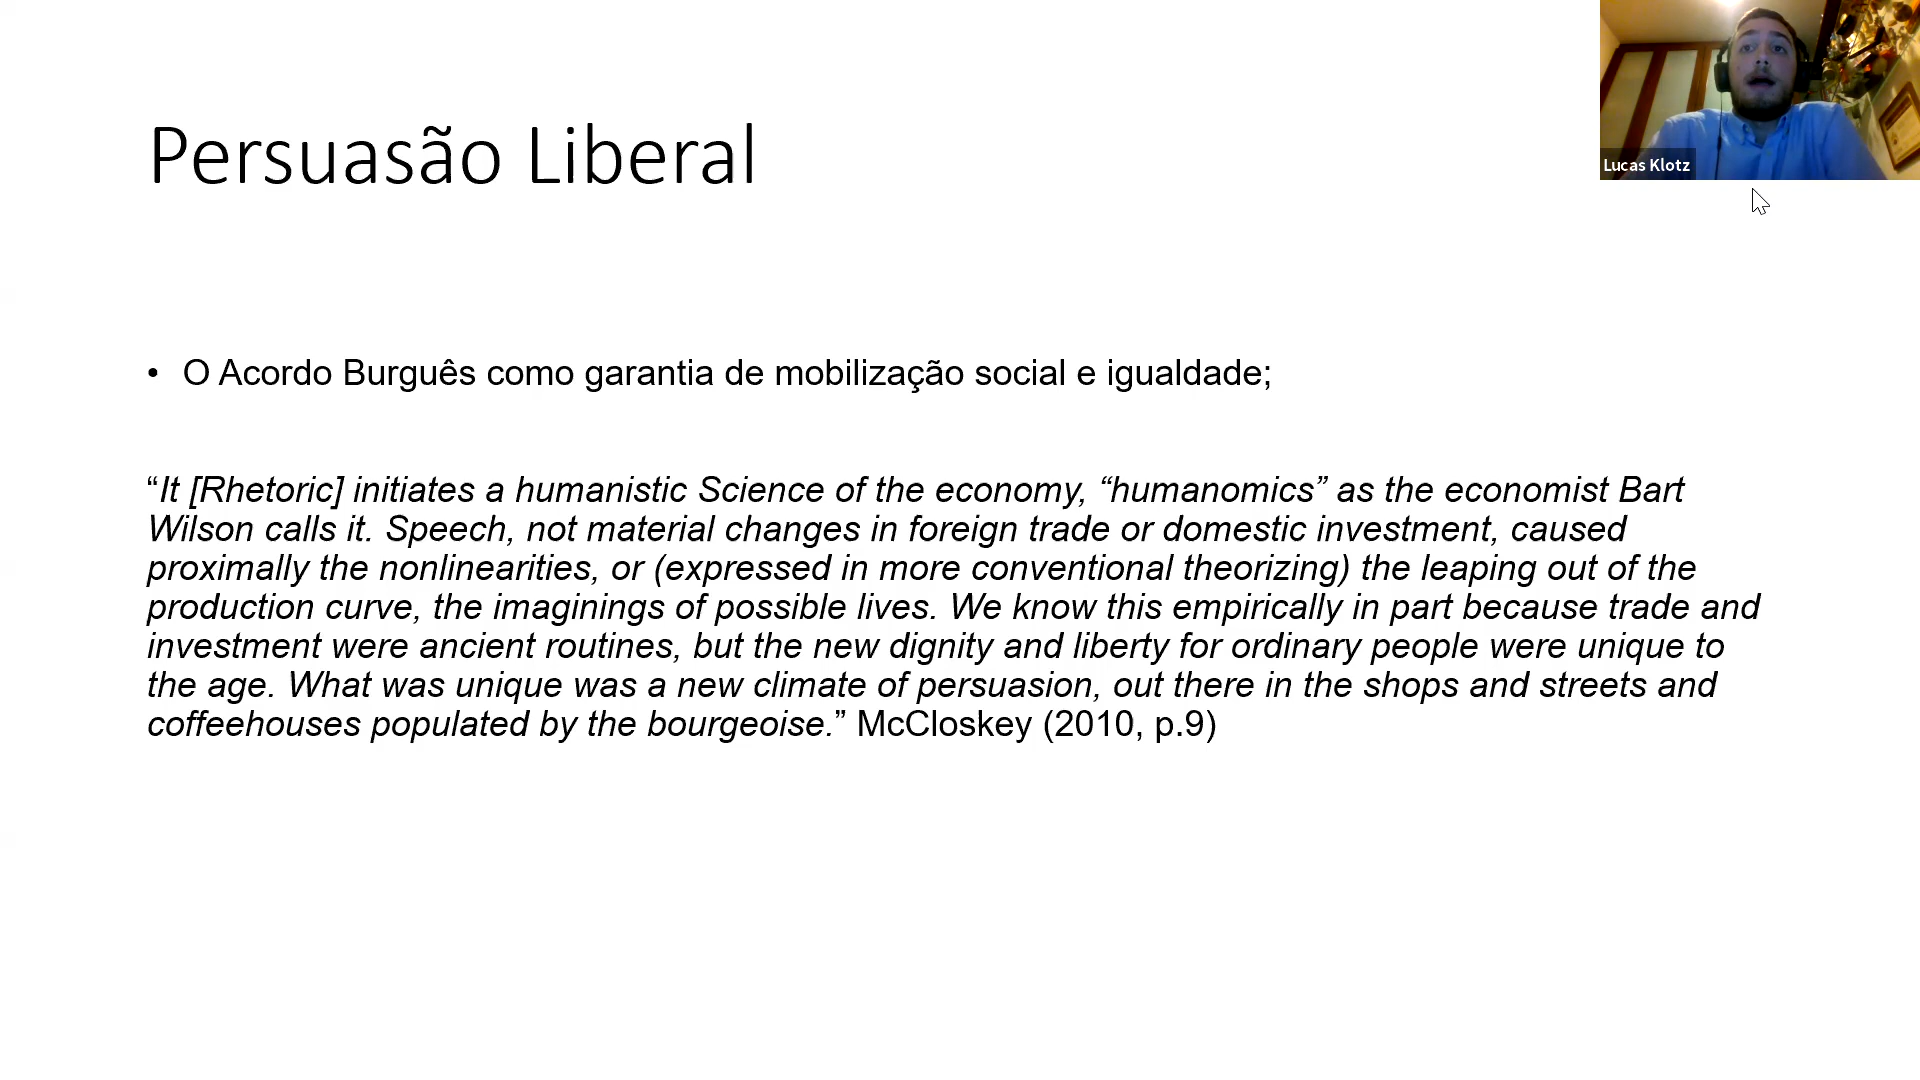 Persuasão Liberal
Lucas Klotz
• O Acordo Burguês como garantia de mobilização social e igualdade;
“It [Rhetoric] initiates a humanistic Science of the economy, “humanomics” as the economist Bart
Wilson calls it. Speech, not material changes in foreign trade or domestic investment, caused
proximally the nonlinearities, or (expressed in more conventional theorizing) the leaping out of the
production curve, the imaginings of possible lives. We know this empirically in part because trade and
investment were ancient routines, but the new dignity and liberty for ordinary people were unique to
the age. What was unique was a new climate of persuasion, out there in the shops and streets and
coffeehouses populated by the bourgeoise.” McCloskey (2010, p.9)